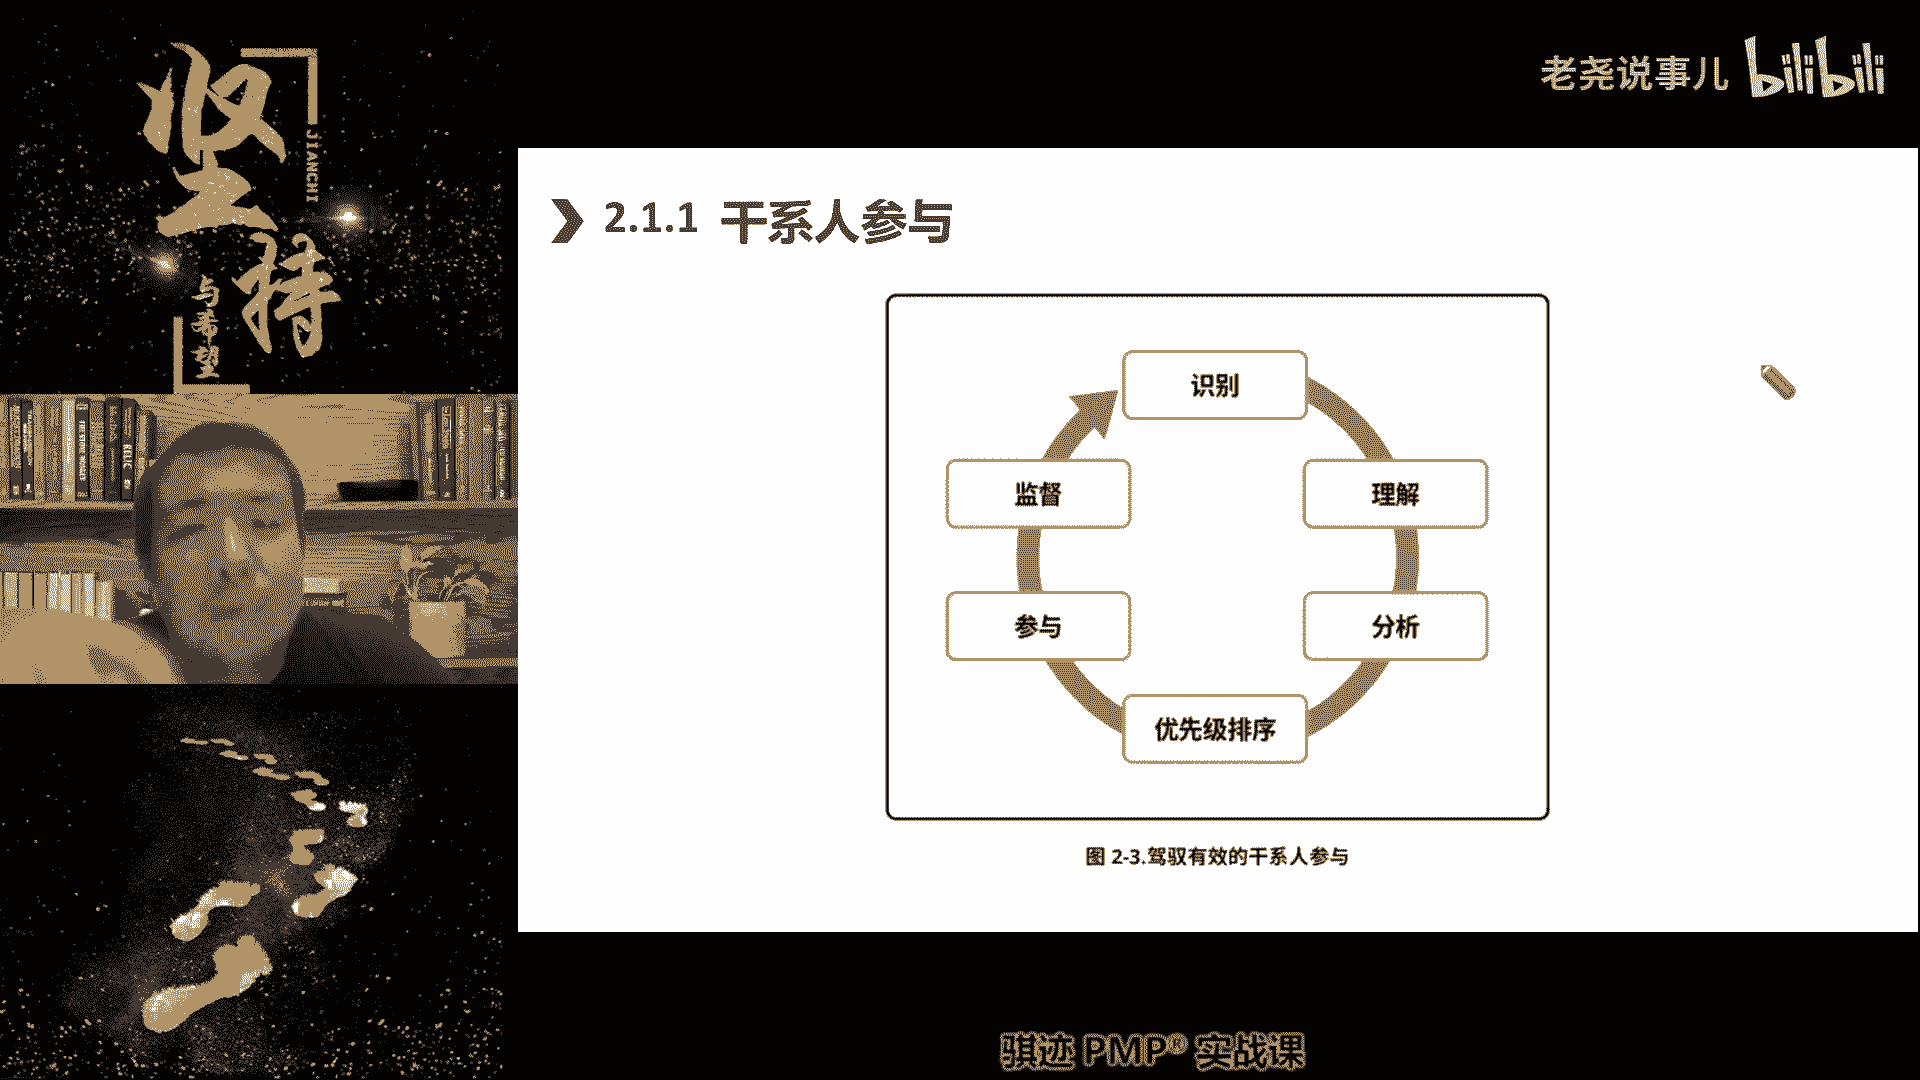 坚持
JIANCHI
与希望
老尧说事儿 bilibili
2.1.1 干系人参与
识别
理解
分析
优先级排序
参与
监督
图 2-3.驾驭有效的干系人参与
骐迹 PMP® 实战课